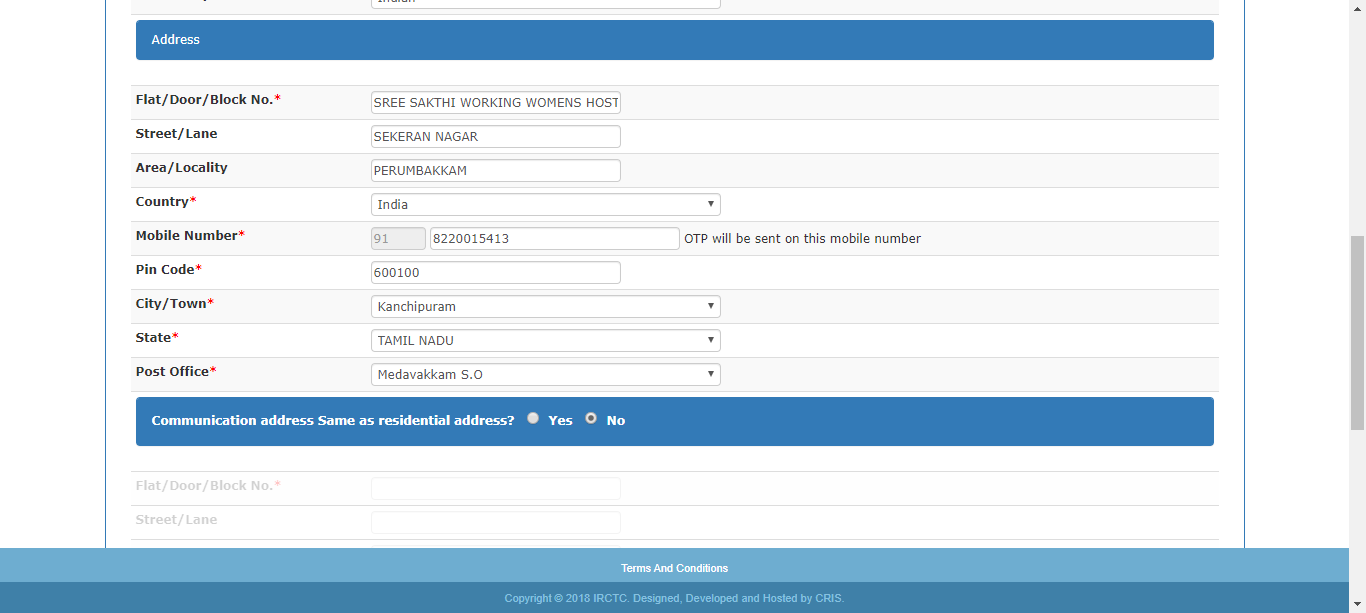 Indian
Address
Flat/Door/Block No.* SREE SAKTHI WORKING WOMENS HOST
Street/Lane SEKERAN NAGAR
Area/Locality PERUMBAKKAM
Country* India
Mobile Number* 91 8220015413 OTP will be sent on this mobile number
Pin Code* 600100
City/Town* Kanchipuram
State* TAMIL NADU
Post Office* Medavakkam S.O
Communication address Same as residential address? Yes No
Flat/Door/Block No.*
Street/Lane
Terms And Conditions
Copyright © 2018 IRCTC. Designed, Developed and Hosted by CRIS.